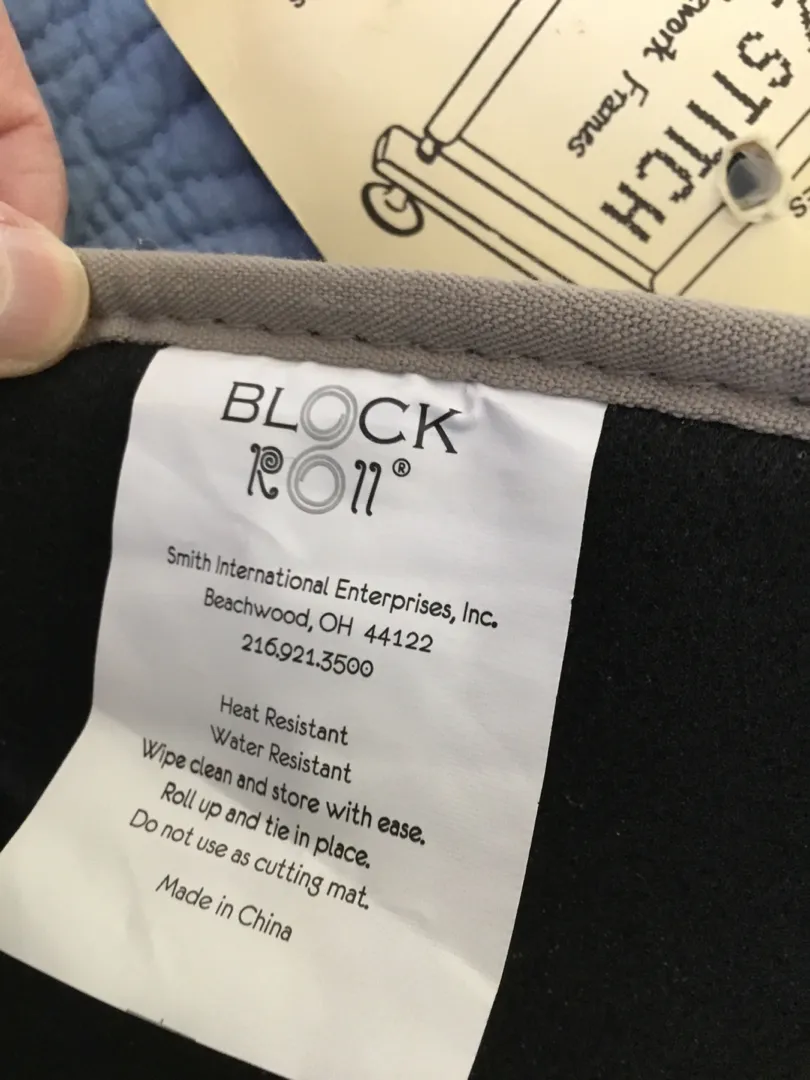 STITCH
Frames
BLOCK
ROll®
Smith International Enterprises, Inc.
Beachwood, OH 44122
216.921.3500
Heat Resistant
Water Resistant
Wipe clean and store with ease.
Roll up and tie in place.
Do not use as cutting mat.
Made in China